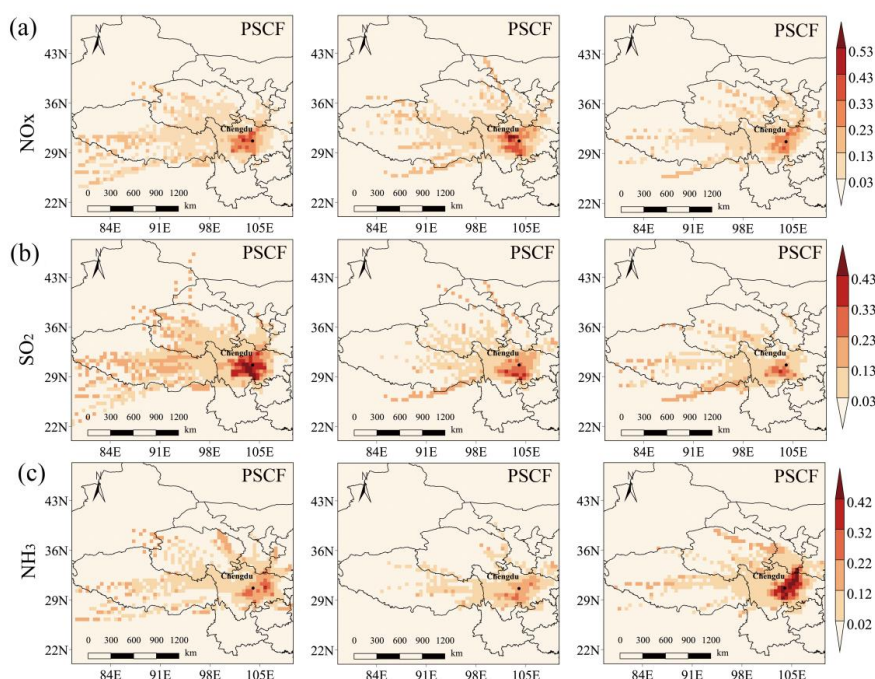 (a)
NOx
PSCF
PSCF
PSCF
N
N
N
43N
43N
43N
36N
36N
36N
29N
29N
29N
22N
22N
22N
Chengdu
Chengdu
Chengdu
0 300 600 900 1200
km
0 300 600 900 1200
km
0 300 600 900 1200
km
84E 91E 98E 105E
84E 91E 98E 105E
84E 91E 98E 105E
0.53
0.43
0.33
0.23
0.13
0.03
(b)
SO₂
PSCF
PSCF
PSCF
N
N
N
43N
43N
43N
36N
36N
36N
29N
29N
29N
22N
22N
22N
Chengdu
Chengdu
Chengdu
0 300 600 900 1200
km
0 300 600 900 1200
km
0 300 600 900 1200
km
84E 91E 98E 105E
84E 91E 98E 105E
84E 91E 98E 105E
0.43
0.33
0.23
0.13
0.03
(c)
NH₃
PSCF
PSCF
PSCF
N
N
N
43N
43N
43N
36N
36N
36N
29N
29N
29N
22N
22N
22N
Chengdu
Chengdu
Chengdu
0 300 600 900 1200
km
0 300 600 900 1200
km
0 300 600 900 1200
km
84E 91E 98E 105E
84E 91E 98E 105E
84E 91E 98E 105E
0.42
0.32
0.22
0.12
0.02